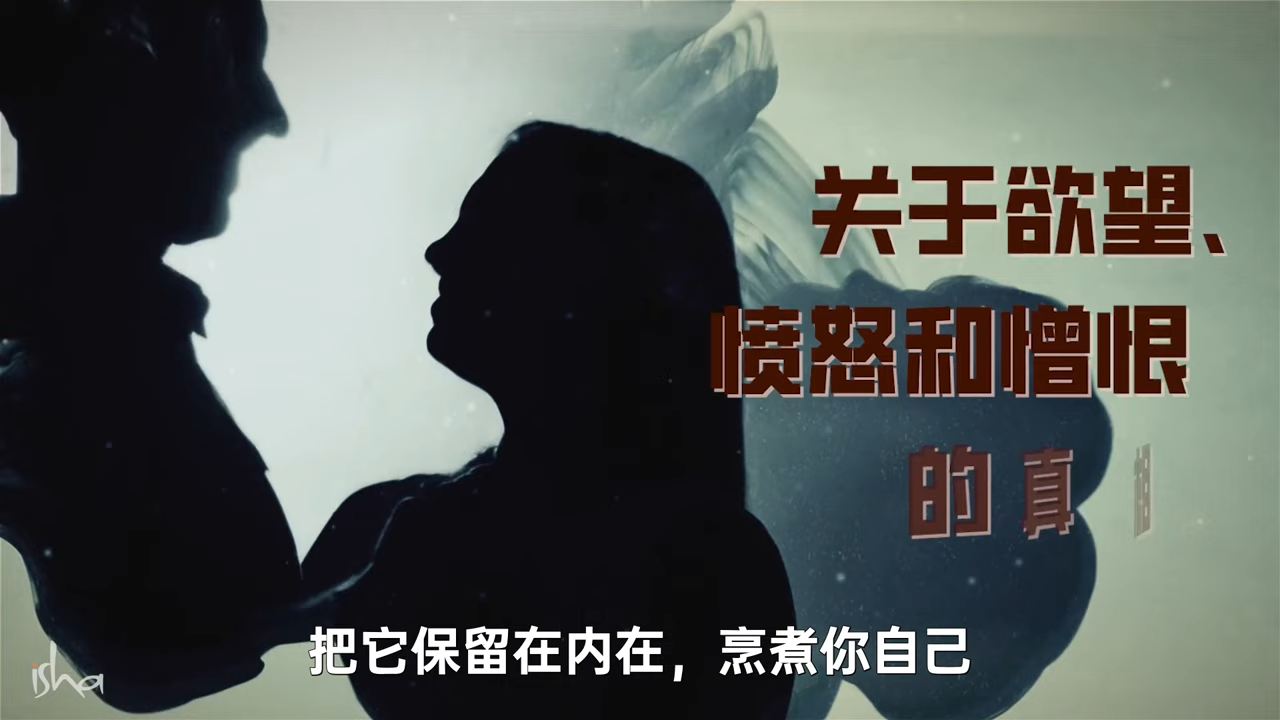 关于欲望、
愤怒和憎恨
的真相
把它保留在内在，烹煮你自己
isha